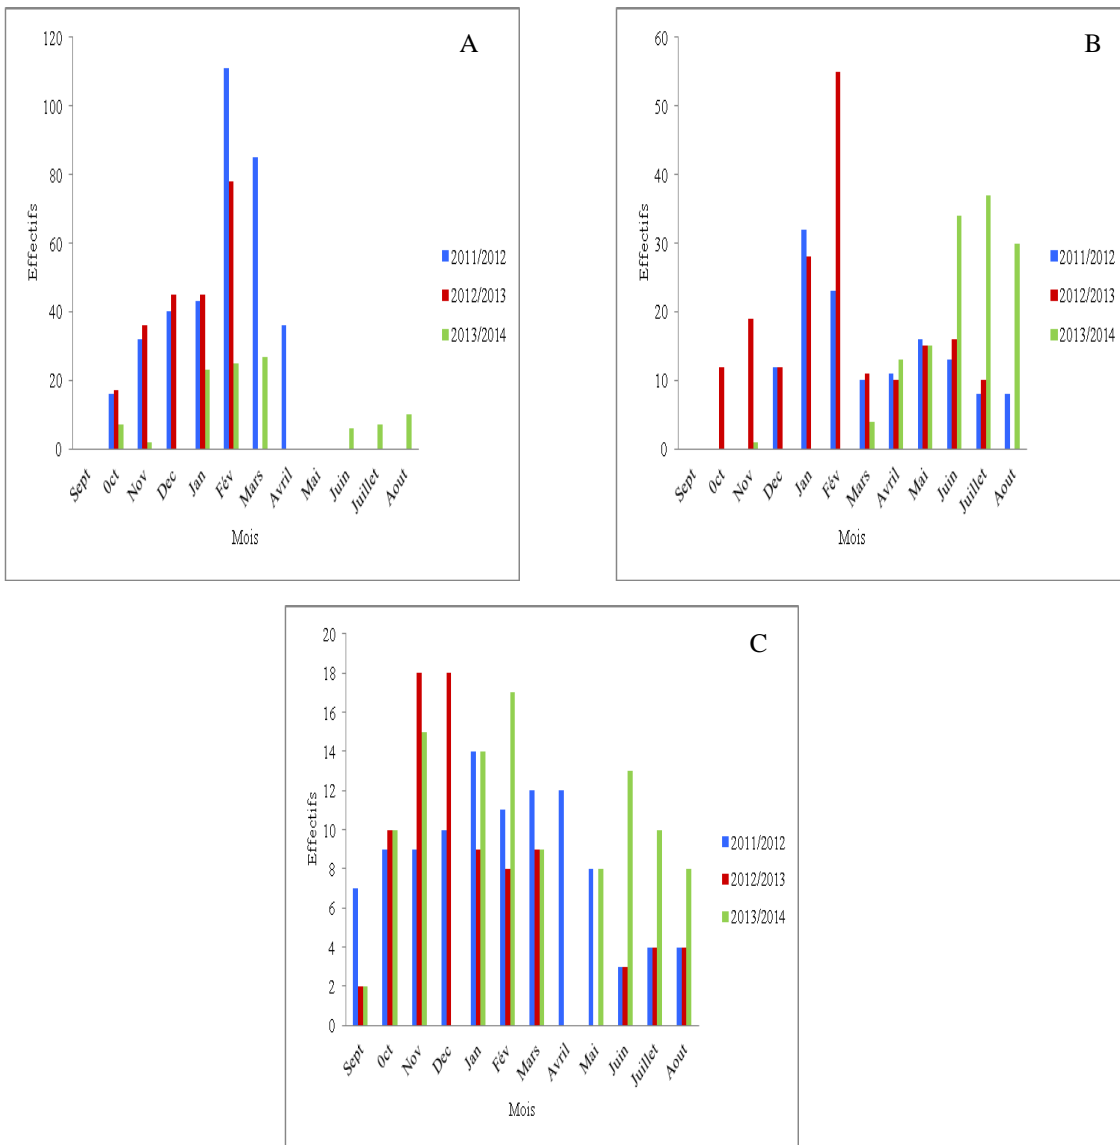 A
120
100
80
60
40
20
0
Effectifs
Sept 0ct Nov Dec Jan Fév Mars Avril Mai Juin Juillet Aout
Mois
2011/2012
2012/2013
2013/2014
B
60
50
40
30
20
10
0
Effectifs
Sept 0ct Nov Dec Jan Fév Mars Avril Mai Juin Juillet Aout
Mois
2011/2012
2012/2013
2013/2014
C
20
18
16
14
12
10
8
6
4
2
0
Effectifs
Sept 0ct Nov Dec Jan Fév Mars Avril Mai Juin Juillet Aout
Mois
2011/2012
2012/2013
2013/2014